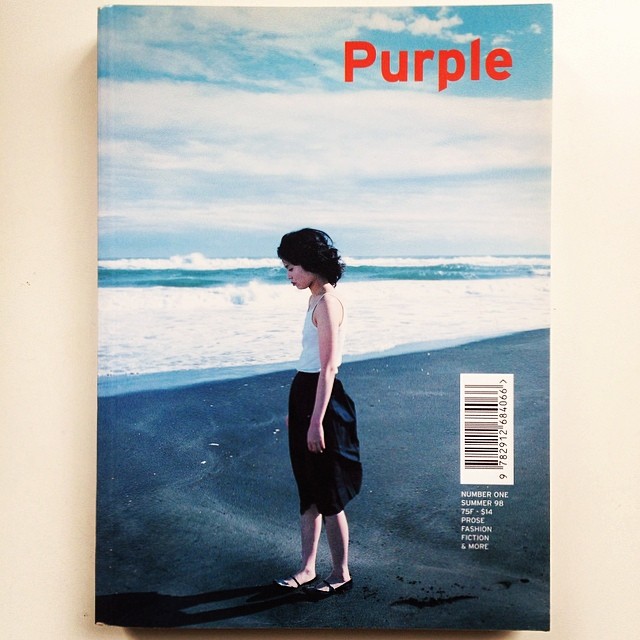 Purple
9 782912 684066 >
NUMBER ONE
SUMMER 98
75F - $14
PROSE
FASHION
FICTION
& MORE